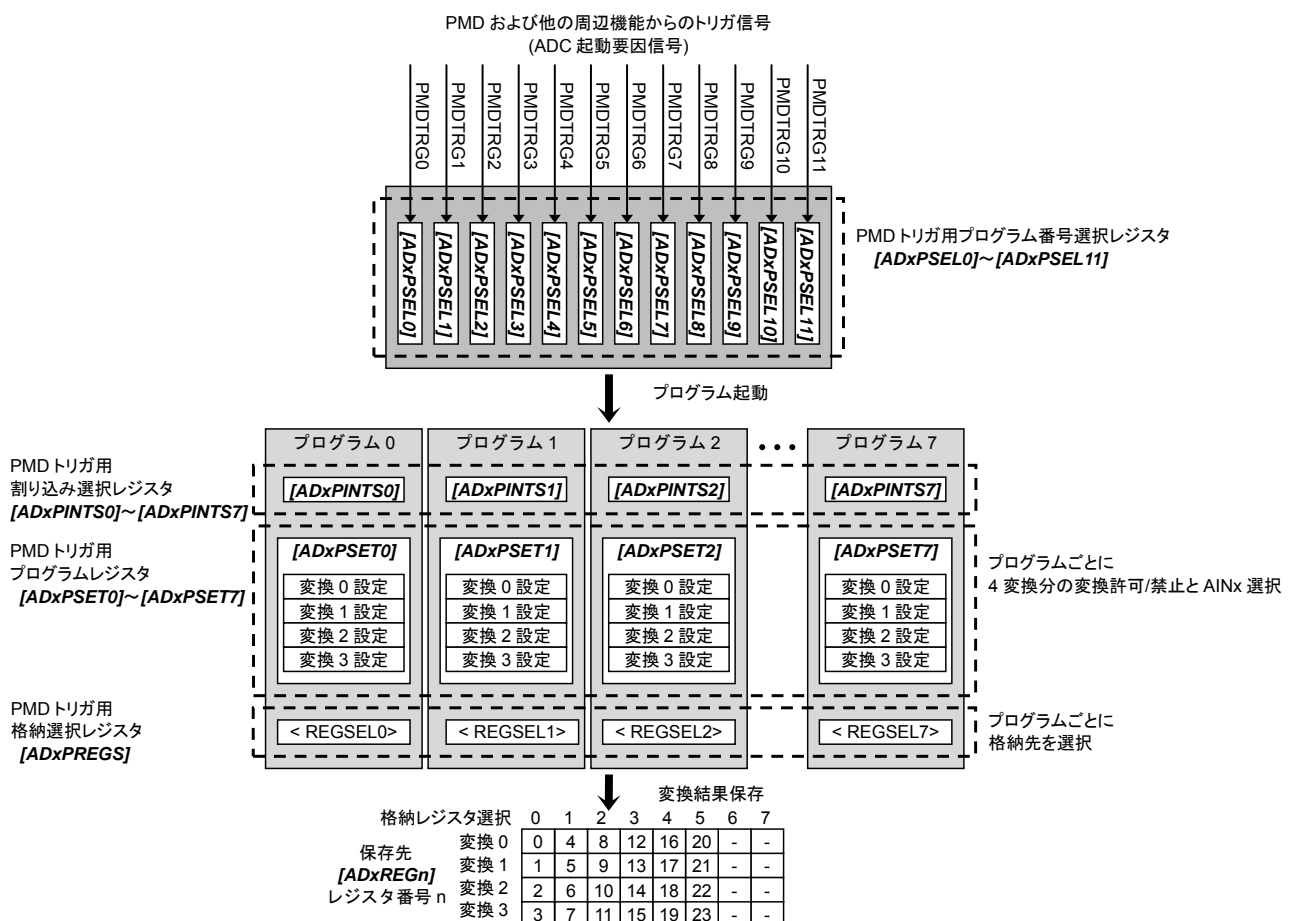 PMD および他の周辺機能からのトリガ信号
(ADC 起動要因信号)
PMDTRG0
PMDTRG1
PMDTRG2
PMDTRG3
PMDTRG4
PMDTRG5
PMDTRG6
PMDTRG7
PMDTRG8
PMDTRG9
PMDTRG10
PMDTRG11
[ADxPSEL0]
[ADxPSEL1]
[ADxPSEL2]
[ADxPSEL3]
[ADxPSEL4]
[ADxPSEL5]
[ADxPSEL6]
[ADxPSEL7]
[ADxPSEL8]
[ADxPSEL9]
[ADxPSEL10]
[ADxPSEL11]
PMDトリガ用プログラム番号選択レジスタ
[ADxPSEL0]～[ADxPSEL11]
プログラム起動
プログラム 0 プログラム 1 プログラム 2 ••• プログラム 7
PMDトリガ用
割り込み選択レジスタ
[ADxPINTS0]～[ADxPINTS7]
[ADxPINTS0] [ADxPINTS1] [ADxPINTS2] [ADxPINTS7]
PMDトリガ用
プログラムレジスタ
[ADxPSET0]～[ADxPSET7]
[ADxPSET0] [ADxPSET1] [ADxPSET2] [ADxPSET7]
変換 0 設定 変換 0 設定 変換 0 設定 変換 0 設定
変換 1 設定 変換 1 設定 変換 1 設定 変換 1 設定
変換 2 設定 変換 2 設定 変換 2 設定 変換 2 設定
変換 3 設定 変換 3 設定 変換 3 設定 変換 3 設定
プログラムごとに
4 変換分の変換許可/禁止と AINx 選択
PMDトリガ用
格納選択レジスタ
[ADxPREGS]
< REGSEL0> < REGSEL1> < REGSEL2> < REGSEL7>
プログラムごとに
格納先を選択
変換結果保存
格納レジスタ選択 0 1 2 3 4 5 6 7
保存先
[ADxREGn]
レジスタ番号 n
変換 0 0 4 8 12 16 20 - -
変換 1 1 5 9 13 17 21 - -
変換 2 2 6 10 14 18 22 - -
変換 3 3 7 11 15 19 23 - -